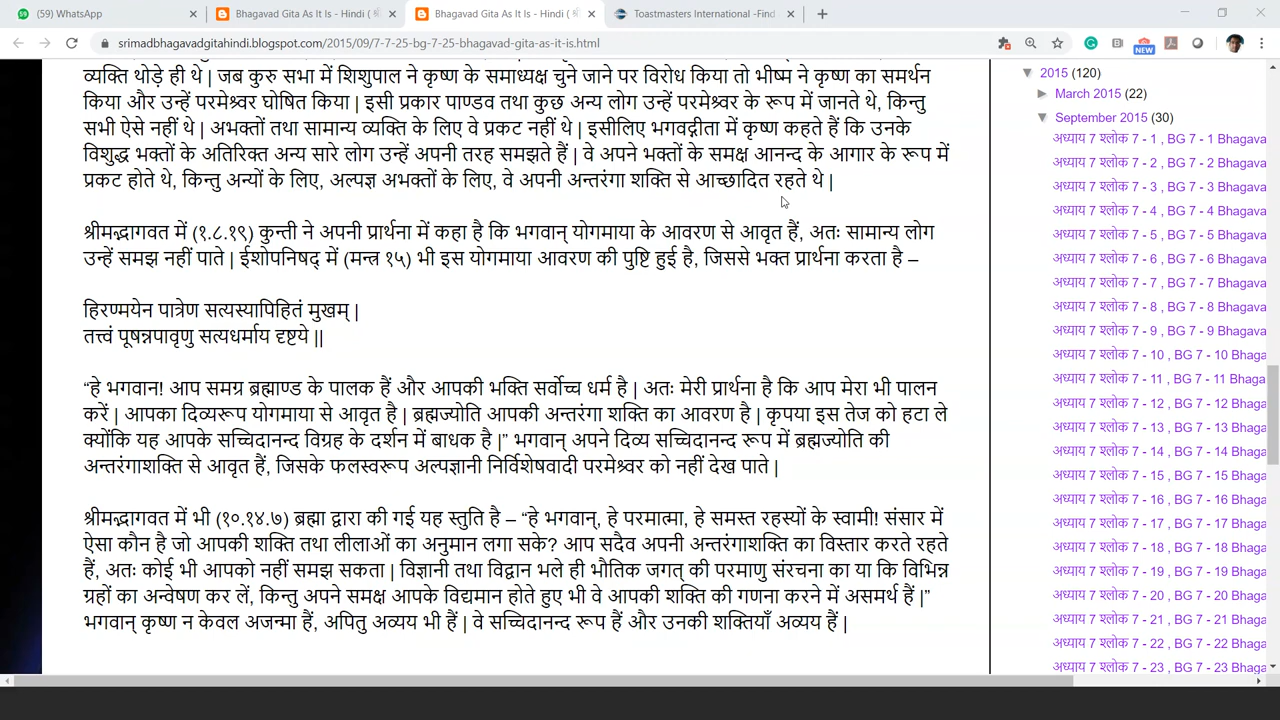 (59) WhatsApp
Bhagavad Gita As It Is - Hindi (
Bhagavad Gita As It Is - Hindi (
Toastmasters International -Find
srimadbhagavadgitahindi.blogspot.com/2015/09/7-7-25-bg-7-25-bhagavad-gita-as-it-is.html
NEW
व्यक्ति थोड़े ही थे | जब कुरु सभा में शिशुपाल ने कृष्ण के समाध्यक्ष चुने जाने पर विरोध किया तो भीष्म ने कृष्ण का समर्थन
किया और उन्हें परमेश्वर घोषित किया | इसी प्रकार पाण्डव तथा कुछ अन्य लोग उन्हें परमेश्वर के रूप में जानते थे, किन्तु
सभी ऐसे नहीं थे | अभक्तों तथा सामान्य व्यक्ति के लिए वे प्रकट नहीं थे | इसीलिए भगवद्गीता में कृष्ण कहते हैं कि उनके
विशुद्ध भक्तों के अतिरिक्त अन्य सारे लोग उन्हें अपनी तरह समझते हैं | वे अपने भक्तों के समक्ष आनन्द के आगार के रूप में
प्रकट होते थे, किन्तु अन्यों के लिए, अल्पज्ञ अभक्तों के लिए, वे अपनी अन्तरंगा शक्ति से आच्छादित रहते थे |
श्रीमद्भागवत में (१.८.१९) कुन्ती ने अपनी प्रार्थना में कहा है कि भगवान् योगमाया के आवरण से आवृत हैं, अतः सामान्य लोग
उन्हें समझ नहीं पाते | ईशोपनिषद् में (मन्त्र १५) भी इस योगमाया आवरण की पुष्टि हुई है, जिससे भक्त प्रार्थना करता है –
हिरण्मयेन पात्रेण सत्यस्यापिहितं मुखम् |
तत्त्वं पूषन्नपावृणु सत्यधर्माय दृष्टये ||
“हे भगवान! आप समग्र ब्रह्माण्ड के पालक हैं और आपकी भक्ति सर्वोच्च धर्म है | अतः मेरी प्रार्थना है कि आप मेरा भी पालन
करें | आपका दिव्यरूप योगमाया से आवृत है | ब्रह्मज्योति आपकी अन्तरंगा शक्ति का आवरण है | कृपया इस तेज को हटा ले
क्योंकि यह आपके सच्चिदानन्द विग्रह के दर्शन में बाधक है |” भगवान् अपने दिव्य सच्चिदानन्द रूप में ब्रह्मज्योति की
अन्तरंगाशक्ति से आवृत हैं, जिसके फलस्वरूप अल्पज्ञानी निर्विशेषवादी परमेश्वर को नहीं देख पाते |
श्रीमद्भागवत में भी (१०.१४.७) ब्रह्मा द्वारा की गई यह स्तुति है – “हे भगवान्, हे परमात्मा, हे समस्त रहस्यों के स्वामी! संसार में
ऐसा कौन है जो आपकी शक्ति तथा लीलाओं का अनुमान लगा सके? आप सदैव अपनी अन्तरंगाशक्ति का विस्तार करते रहते
हैं, अतः कोई भी आपको नहीं समझ सकता | विज्ञानी तथा विद्वान भले ही भौतिक जगत् की परमाणु संरचना का या कि विभिन्न
ग्रहों का अन्वेषण कर लें, किन्तु अपने समक्ष आपके विद्यमान होते हुए भी वे आपकी शक्ति की गणना करने में असमर्थ हैं |”
भगवान् कृष्ण न केवल अजन्मा हैं, अपितु अव्यय भी हैं | वे सच्चिदानन्द रूप हैं और उनकी शक्तियाँ अव्यय हैं |
2015 (120)
March 2015 (22)
September 2015 (30)
अध्याय 7 श्लोक 7 - 1 , BG 7 - 1 Bhagava
अध्याय 7 श्लोक 7 - 2 , BG 7 - 2 Bhagava
अध्याय 7 श्लोक 7 - 3 , BG 7 - 3 Bhagava
अध्याय 7 श्लोक 7 - 4 , BG 7 - 4 Bhagava
अध्याय 7 श्लोक 7 - 5 , BG 7 - 5 Bhagava
अध्याय 7 श्लोक 7 - 6 , BG 7 - 6 Bhagava
अध्याय 7 श्लोक 7 - 7 , BG 7 - 7 Bhagava
अध्याय 7 श्लोक 7 - 8 , BG 7 - 8 Bhagava
अध्याय 7 श्लोक 7 - 9 , BG 7 - 9 Bhagava
अध्याय 7 श्लोक 7 - 10 , BG 7 - 10 Bhaga
अध्याय 7 श्लोक 7 - 11 , BG 7 - 11 Bhaga
अध्याय 7 श्लोक 7 - 12 , BG 7 - 12 Bhaga
अध्याय 7 श्लोक 7 - 13 , BG 7 - 13 Bhaga
अध्याय 7 श्लोक 7 - 14 , BG 7 - 14 Bhaga
अध्याय 7 श्लोक 7 - 15 , BG 7 - 15 Bhaga
अध्याय 7 श्लोक 7 - 16 , BG 7 - 16 Bhaga
अध्याय 7 श्लोक 7 - 17 , BG 7 - 17 Bhaga
अध्याय 7 श्लोक 7 - 18 , BG 7 - 18 Bhaga
अध्याय 7 श्लोक 7 - 19 , BG 7 - 19 Bhaga
अध्याय 7 श्लोक 7 - 20 , BG 7 - 20 Bhaga
अध्याय 7 श्लोक 7 - 21 , BG 7 - 21 Bhaga
अध्याय 7 श्लोक 7 - 22 , BG 7 - 22 Bhaga
अध्याय 7 श्लोक 7 - 23 , BG 7 - 23 Bhaga